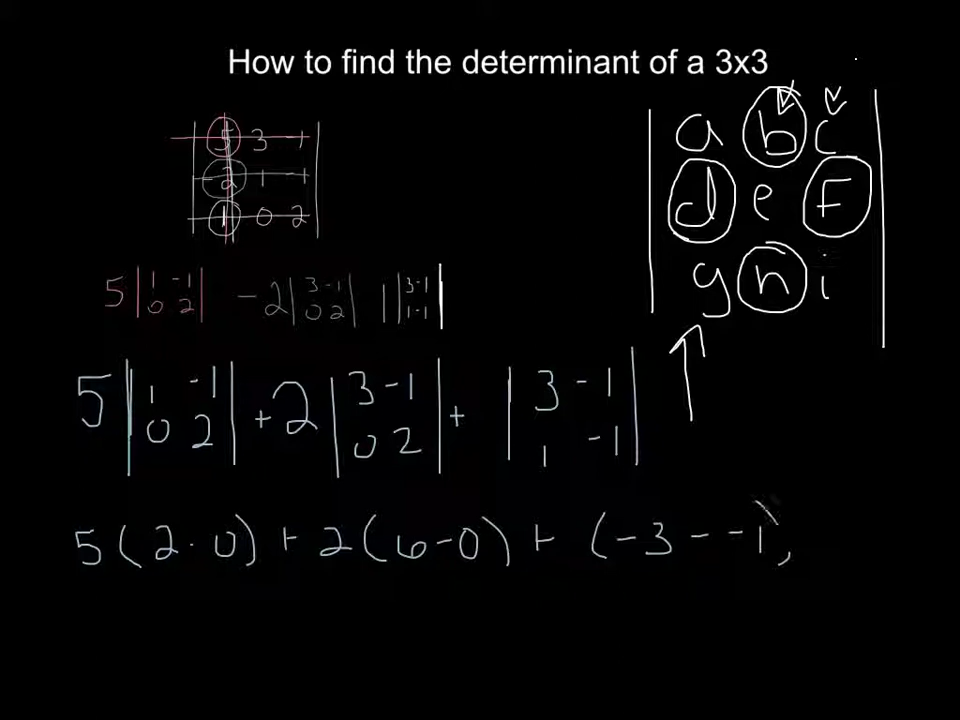 How to find the determinant of a 3x3
5 3 -1
-2 1 -1
1 0 2
a b c
d e F
g h i
5 | 1 -1 | -2 | 3 -1 | 1 | 3 -1 |
0 2 0 2 1 -1
5 | 1 -1 | +2 | 3 -1 | + | 3 -1 |
0 2 0 2 1 -1
5(2-0) + 2(6-0) + (-3--1)